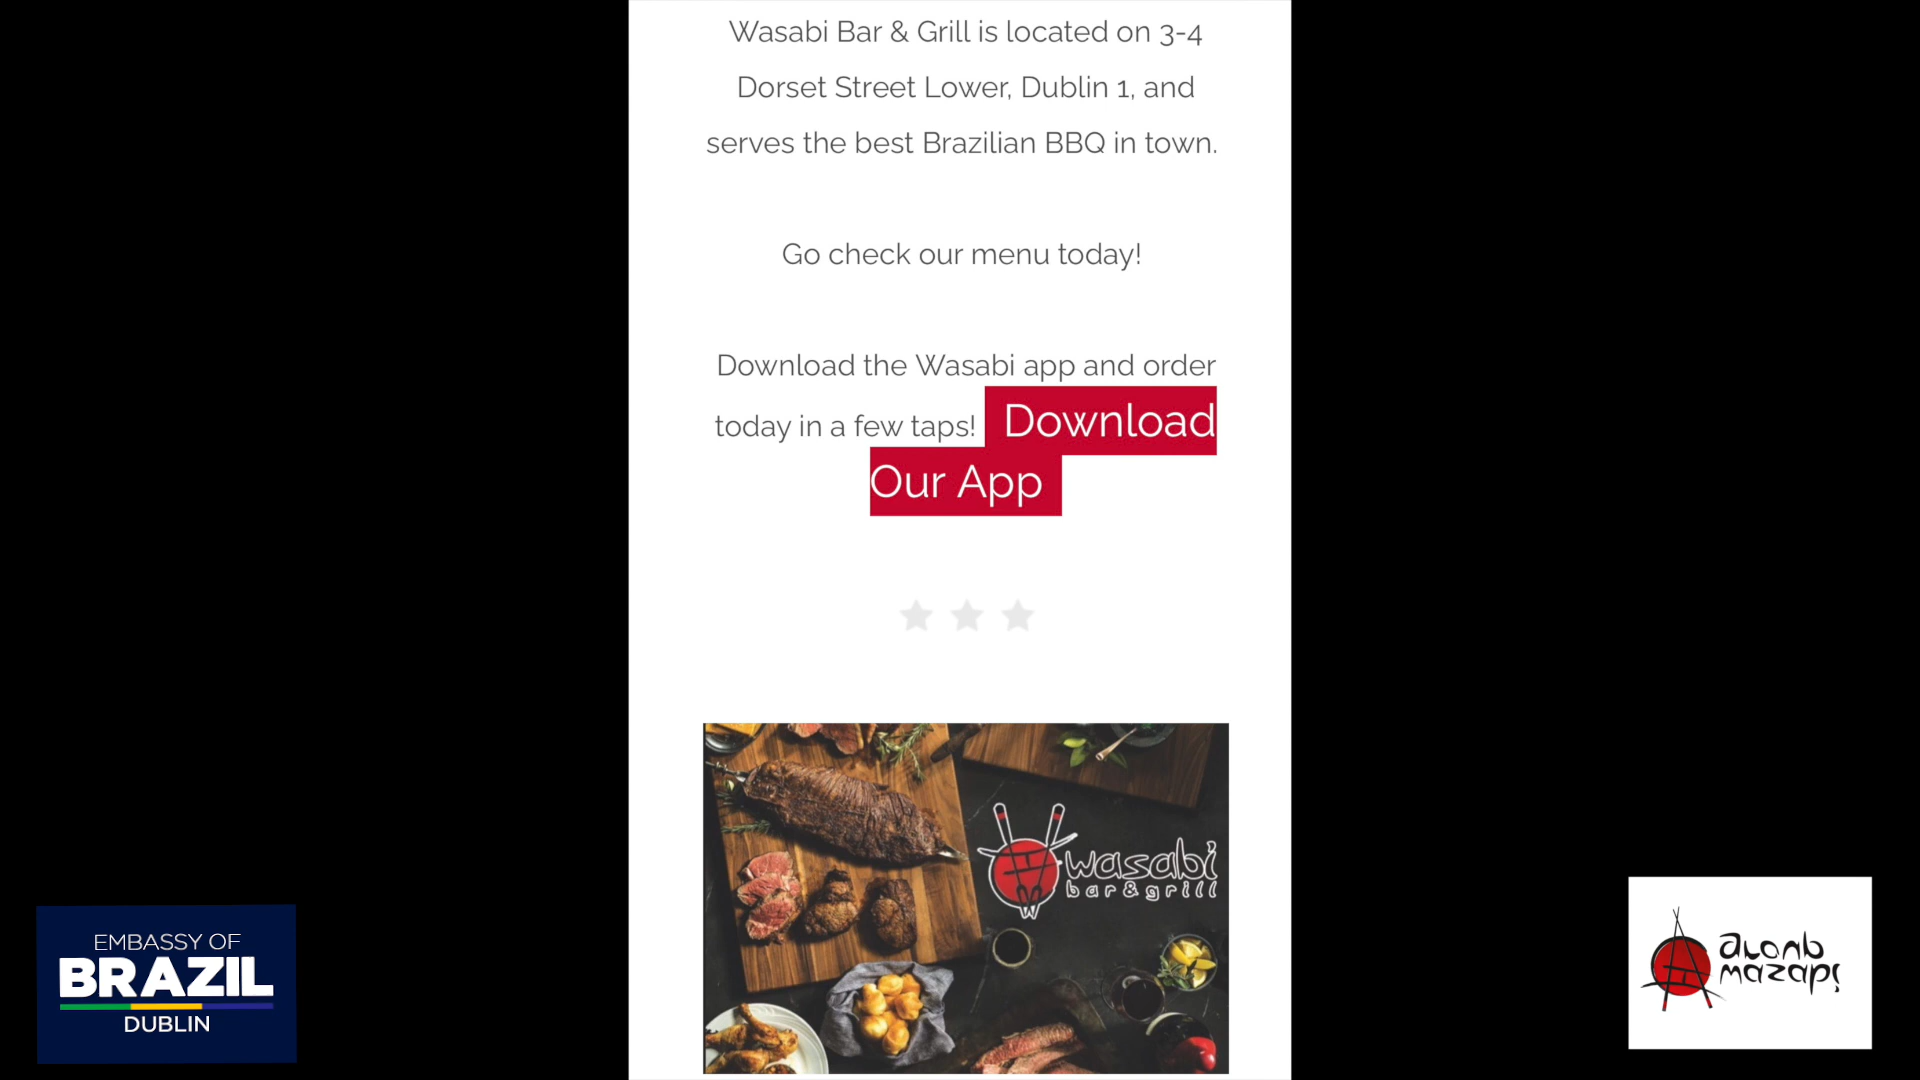 Wasabi Bar & Grill is located on 3-4
Dorset Street Lower, Dublin 1, and
serves the best Brazilian BBQ in town.
Go check our menu today!
Download the Wasabi app and order
today in a few taps! Download
Our App
wasabi
bar & grill
EMBASSY OF
BRAZIL
DUBLIN